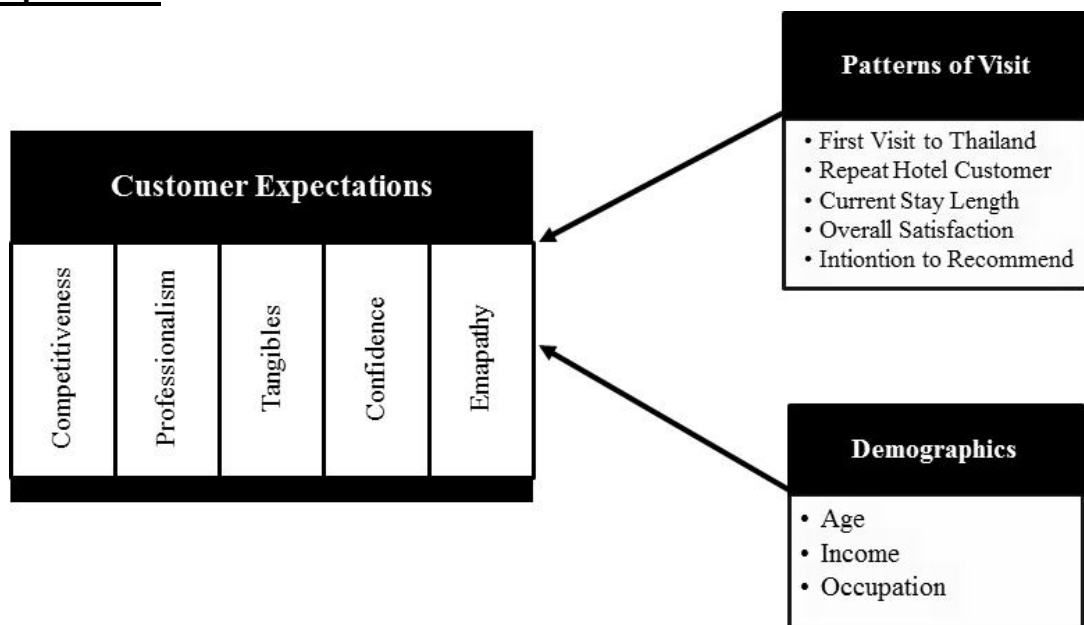 Customer Expectations
Competitiveness
Professionalism
Tangibles
Confidence
Emapathy
Patterns of Visit
• First Visit to Thailand
• Repeat Hotel Customer
• Current Stay Length
• Overall Satisfaction
• Intiontion to Recommend
Demographics
• Age
• Income
• Occupation